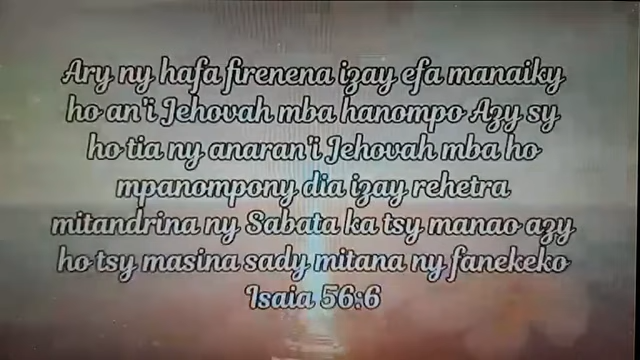 Ary ny hafa firenena izay efa manaiky
ho an'i Jehovah mba hanompo Azy sy
ho tia ny anaran'i Jehovah mba ho
mpanompony dia izay rehetra
mitandrina ny Sabata ka tsy manao azy
ho tsy masina sady mitana ny fanekeko
Isaia 56:6